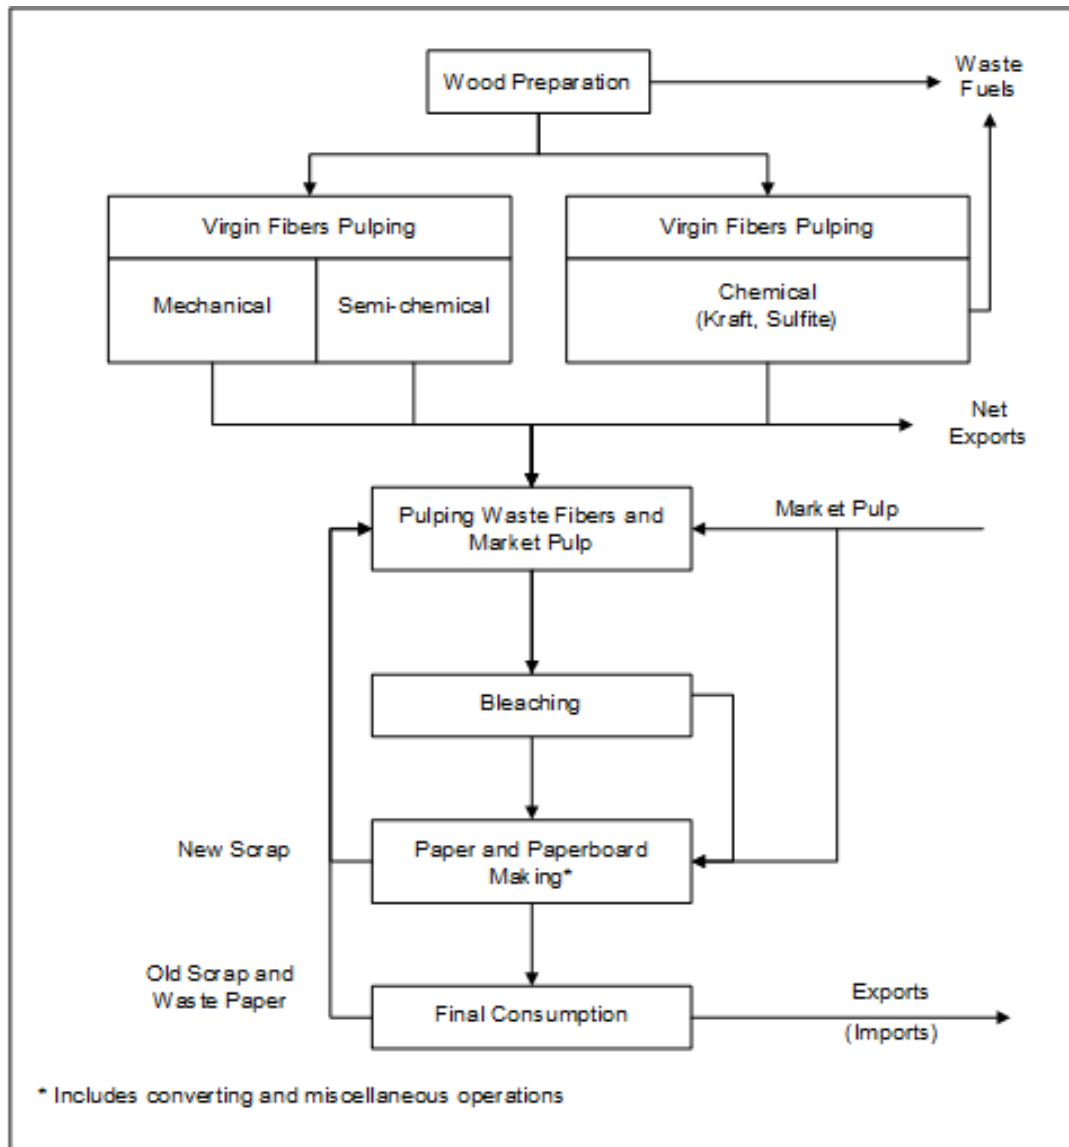 Wood Preparation
Waste
Fuels
Virgin Fibers Pulping
Virgin Fibers Pulping
Mechanical
Semi-chemical
Chemical
(Kraft, Sulfite)
Net
Exports
Pulping Waste Fibers and
Market Pulp
Market Pulp
Bleaching
New Scrap
Paper and Paperboard
Making*
Old Scrap and
Waste Paper
Final Consumption
Exports
(Imports)
* Includes converting and miscellaneous operations